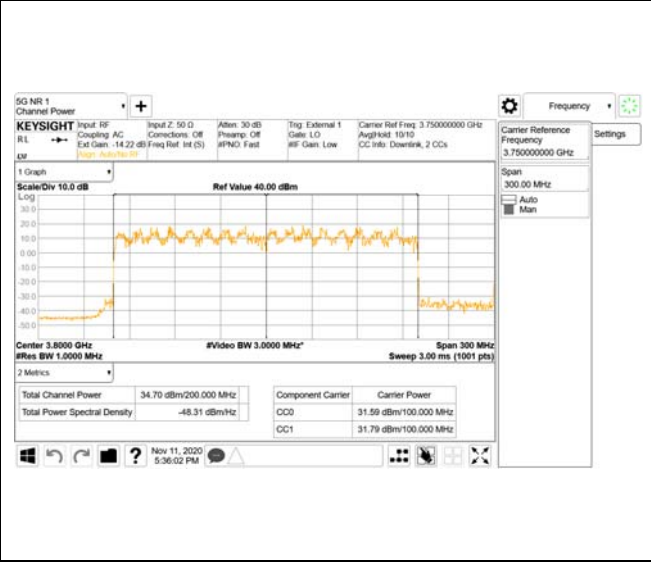 5G NR 1
Channel Power
Frequency
KEYSIGHT
Input: RF
Input Z: 50 Ω
Atten: 30 dB
Trig: External 1
Carrier Ref Freq: 3.750000000 GHz
R L
Coupling: AC
Corrections: Off
Preamp: Off
Gate: LO
Avg|Hold: 10/10
Ext Gain: -14.22 dB
Freq Ref: Int (S)
#PNO: Fast
#IF Gain: Low
CC Info: Downlink, 2 CCs
Align: Auto/No RF
Carrier Reference
Frequency
3.750000000 GHz
Settings
Span
300.00 MHz
Auto
Man
1 Graph
Scale/Div 10.0 dB
Ref Value 40.00 dBm
Log
30.0
20.0
10.0
0.00
-10.0
-20.0
-30.0
-40.0
-50.0
Center 3.8000 GHz
#Video BW 3.0000 MHz*
Span 300 MHz
#Res BW 1.0000 MHz
Sweep 3.00 ms (1001 pts)
2 Metrics
Total Channel Power
34.70 dBm/200.000 MHz
Component Carrier
Carrier Power
Total Power Spectral Density
-48.31 dBm/Hz
CC0
31.59 dBm/100.000 MHz
CC1
31.79 dBm/100.000 MHz
Nov 11, 2020
5:36:02 PM